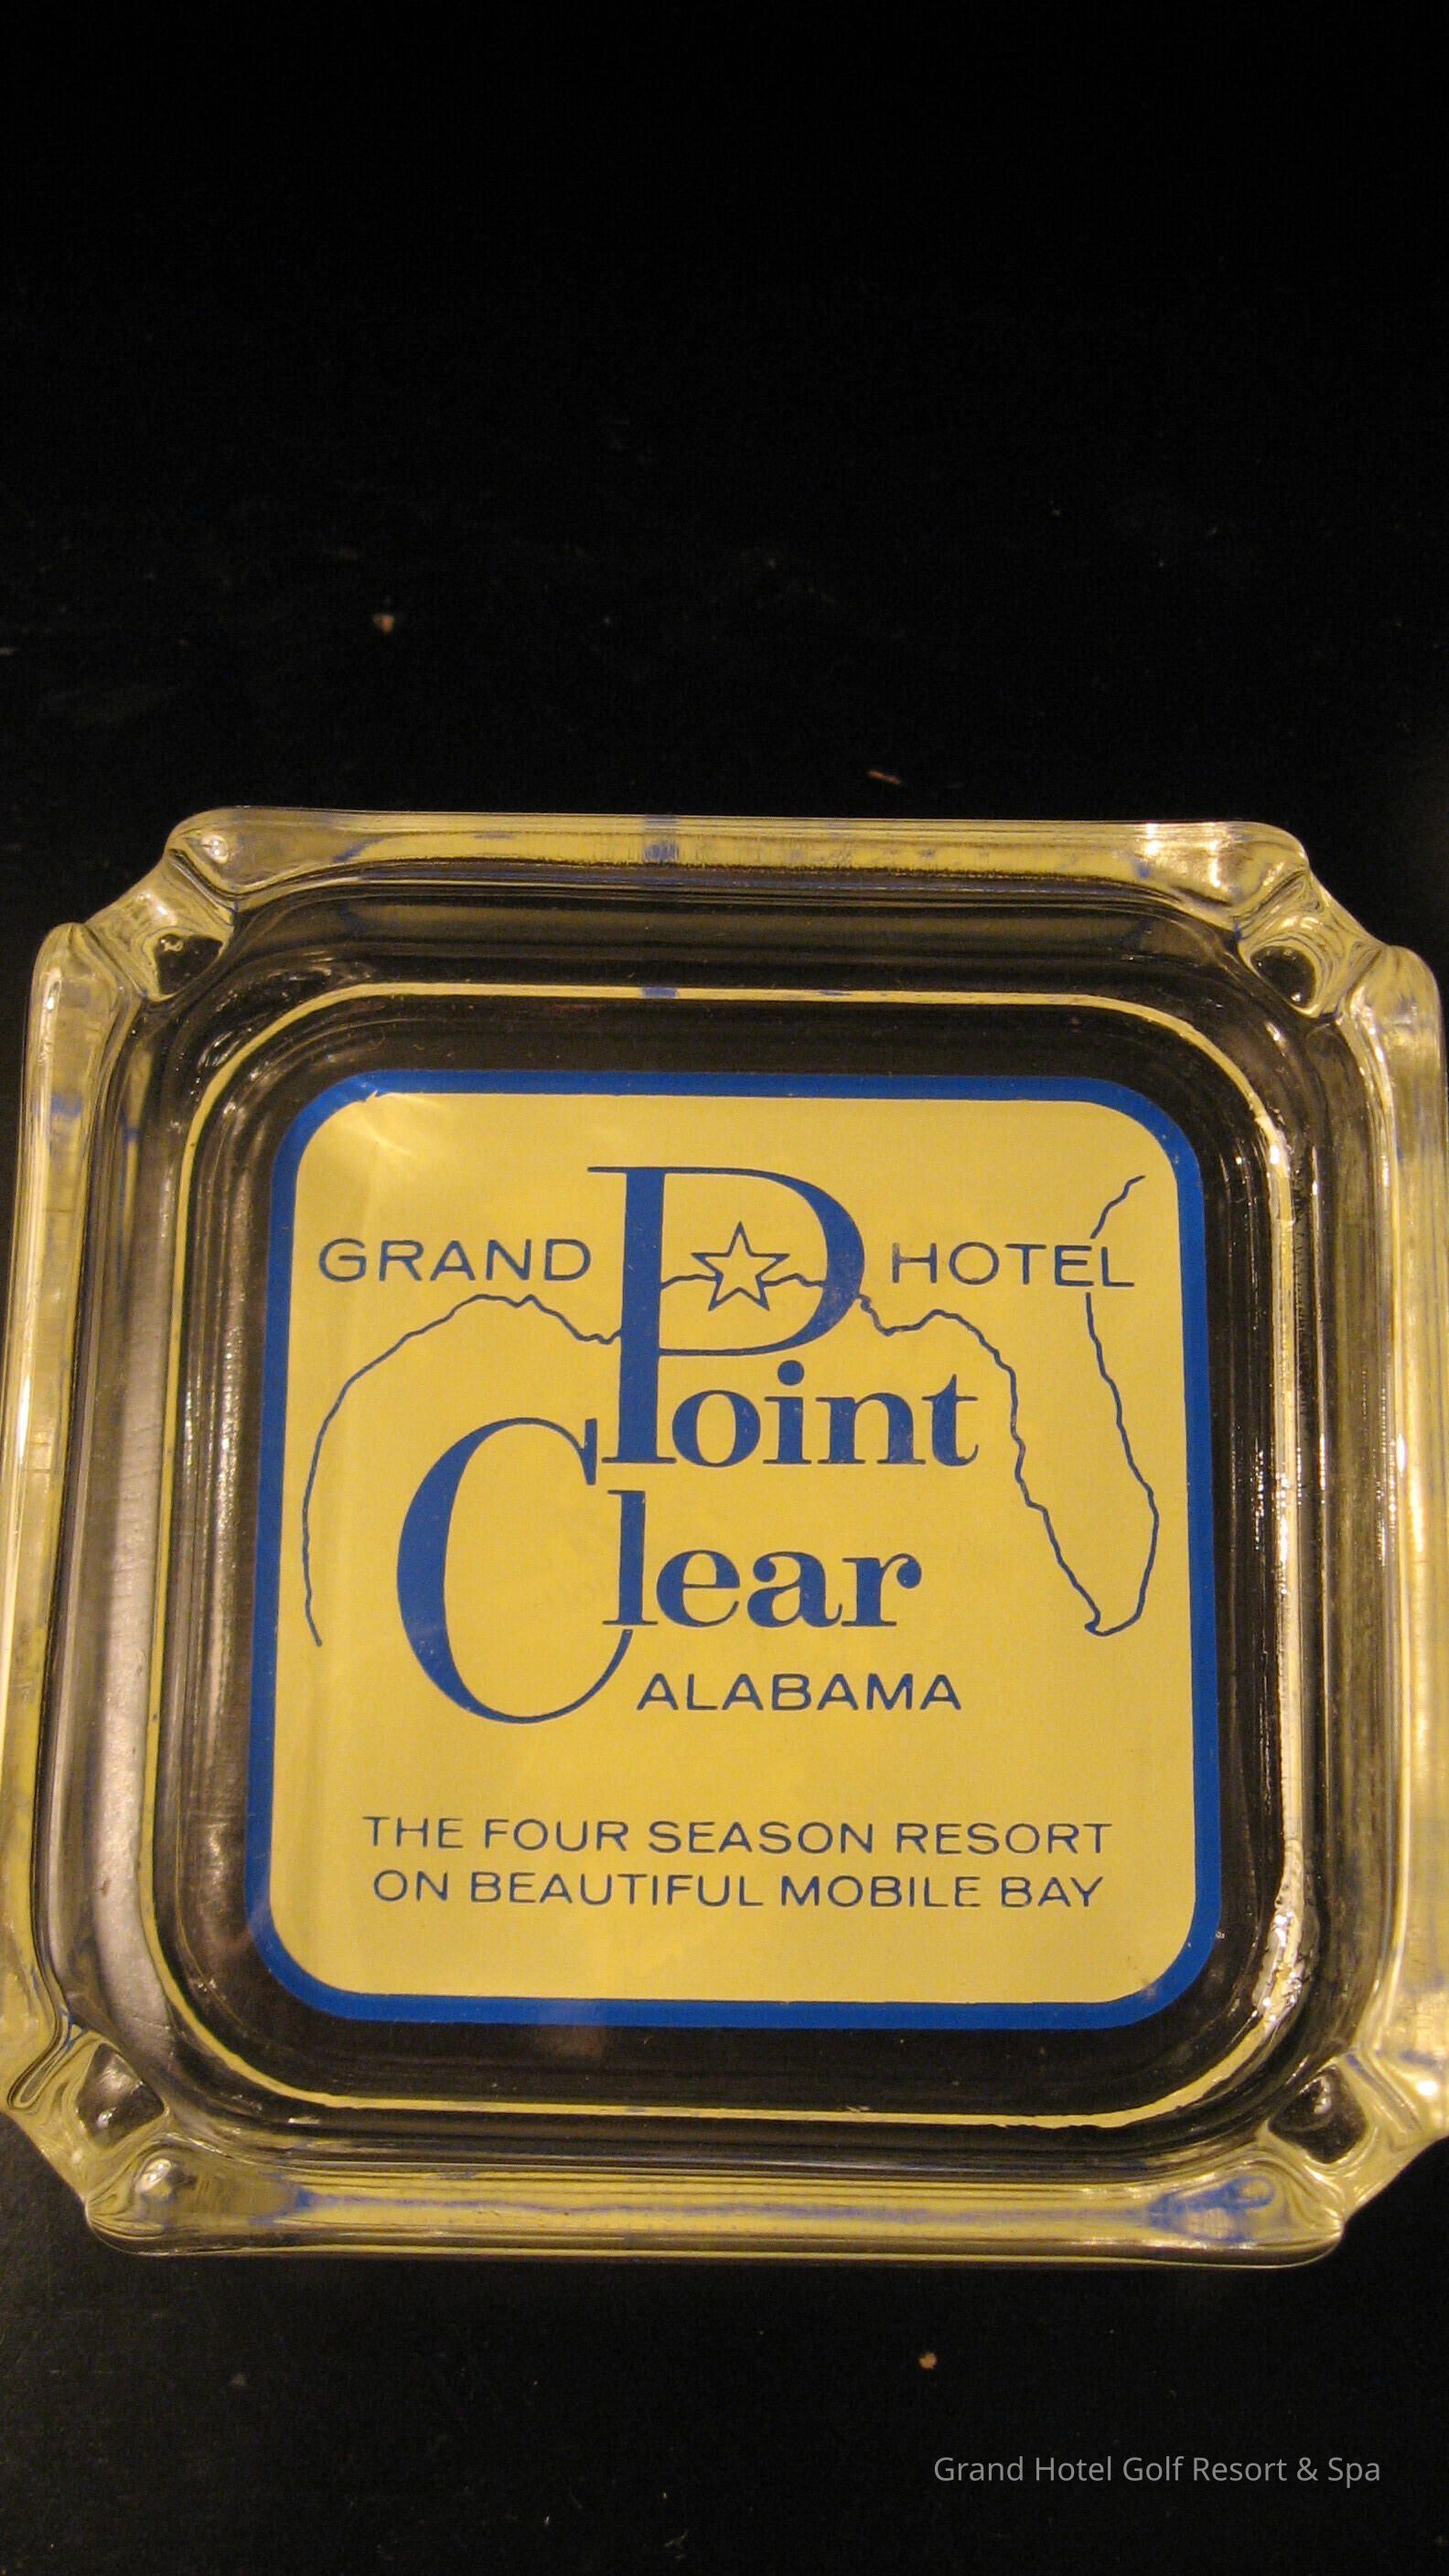 GRAND HOTEL
Point
Clear
ALABAMA
THE FOUR SEASON RESORT
ON BEAUTIFUL MOBILE BAY
Grand Hotel Golf Resort & Spa